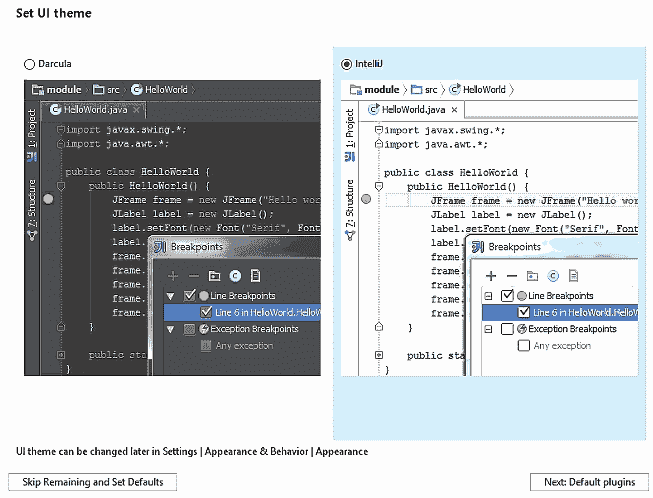 Set UI theme
Darcula
module src HelloWorld
HelloWorld.java
1: Project
7: Structure
import javax.swing.*;
import java.awt.*;
public class HelloWorld {
public HelloWorld() {
JFrame frame = new JFrame("Hello wo
JLabel label = new JLabel();
label.setFont(new Font("Serif", Font
label.
frame.
frame.
frame.
frame.
frame.
}
public sta
}
Breakpoints
Line Breakpoints
Line 6 in HelloWorld.HelloW
Exception Breakpoints
Any exception
IntelliJ
module src HelloWorld
HelloWorld.java
1: Project
7: Structure
import javax.swing.*;
import java.awt.*;
public class HelloWorld {
public HelloWorld() {
JFrame frame = new JFrame("Hello wor
JLabel label = new JLabel();
label.setFont(new Font("Serif", Font
label.
frame.
frame.
frame.
frame.
frame.
}
public sta
}
Breakpoints
Line Breakpoints
Line 6 in HelloWorld.HelloW
Exception Breakpoints
Any exception
UI theme can be changed later in Settings | Appearance & Behavior | Appearance
Skip Remaining and Set Defaults
Next: Default plugins